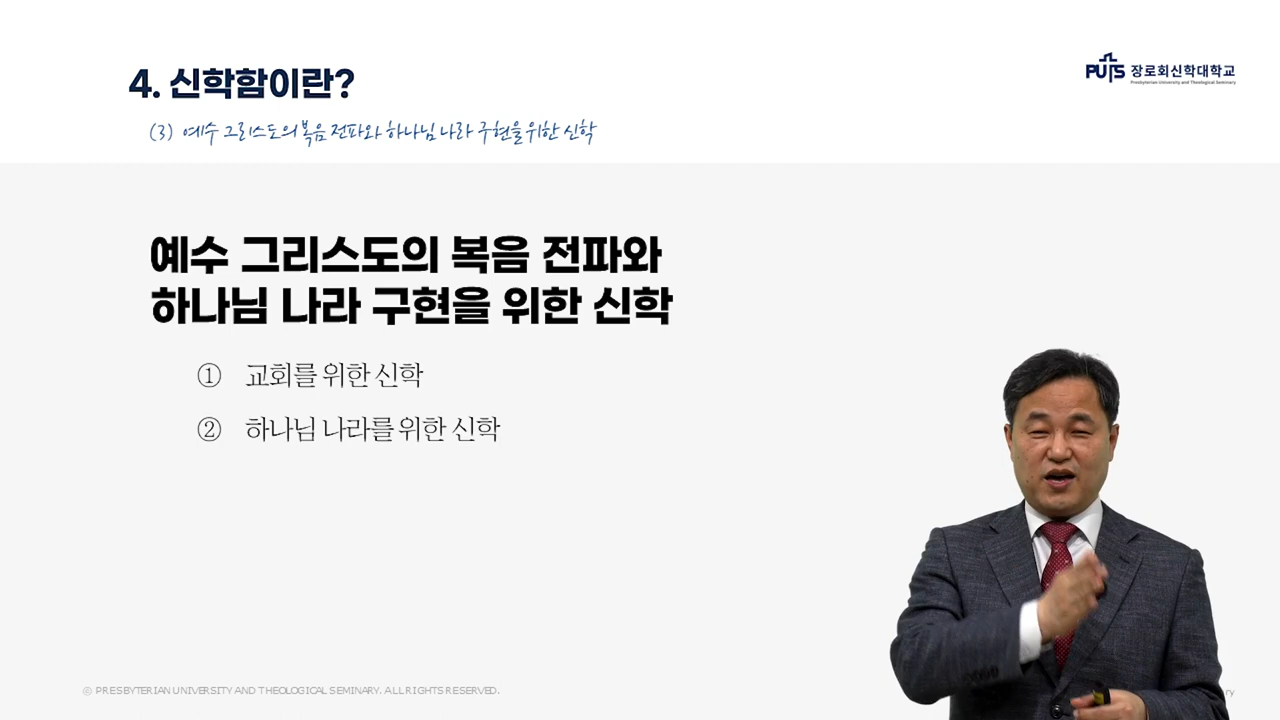 4. 신학함이란?
PUTS 장로회신학대학교
Presbyterian University and Theological Seminary
(3) 예수 그리스도의 복음 전파와 하나님 나라 구현을 위한 신학
예수 그리스도의 복음 전파와
하나님 나라 구현을 위한 신학
① 교회를 위한 신학
② 하나님 나라를 위한 신학
© PRESBYTERIAN UNIVERSITY AND THEOLOGICAL SEMINARY. ALL RIGHTS RESERVED.